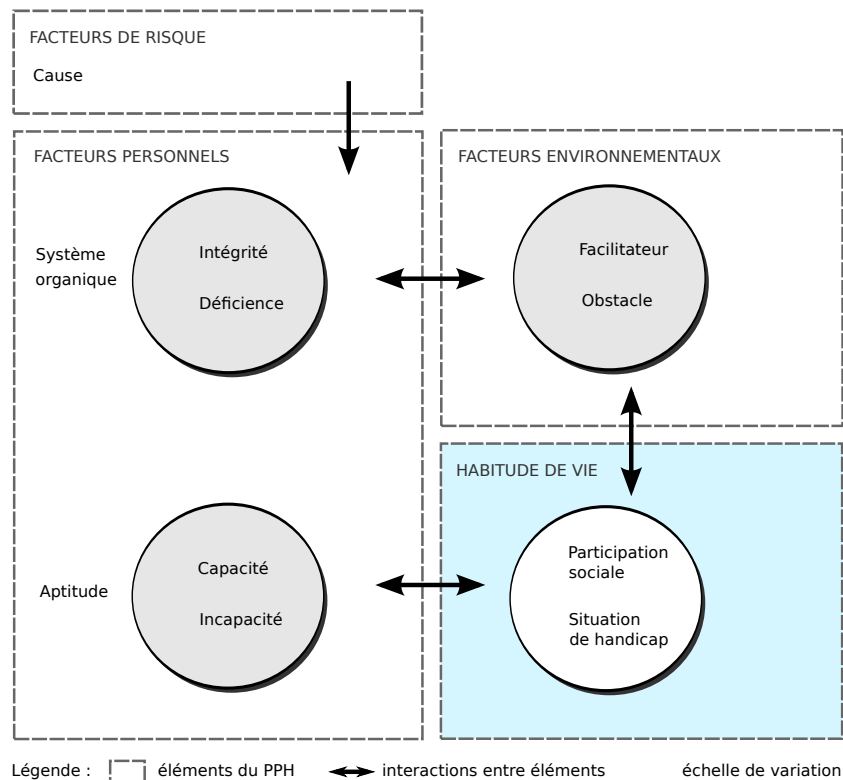 FACTEURS DE RISQUE
Cause
FACTEURS PERSONNELS
Système
organique
Intégrité
Déficience
Aptitude
Capacité
Incapacité
FACTEURS ENVIRONNEMENTAUX
Facilitateur
Obstacle
HABITUDE DE VIE
Participation
sociale
Situation
de handicap
Légende :
éléments du PPH
interactions entre éléments
échelle de variation